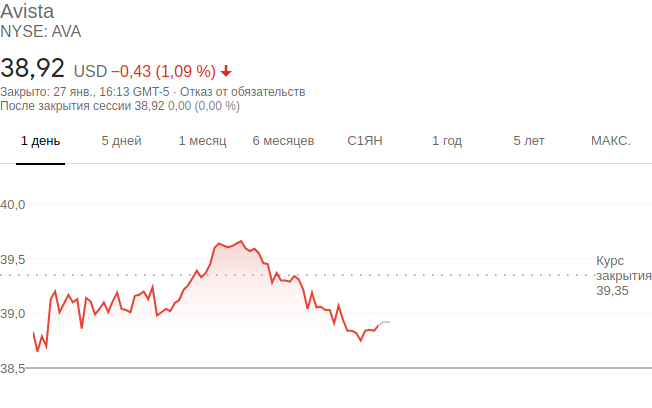 Avista
NYSE: AVA
38,92 USD −0,43 (1,09 %)
Закрыто: 27 янв., 16:13 GMT-5 · Отказ от обязательств
После закрытия сессии 38,92 0,00 (0,00 %)
1 день 5 дней 1 месяц 6 месяцев С1ЯН 1 год 5 лет МАКС.
40,0
39,5
Курс
закрытия
39,35
39,0
38,5